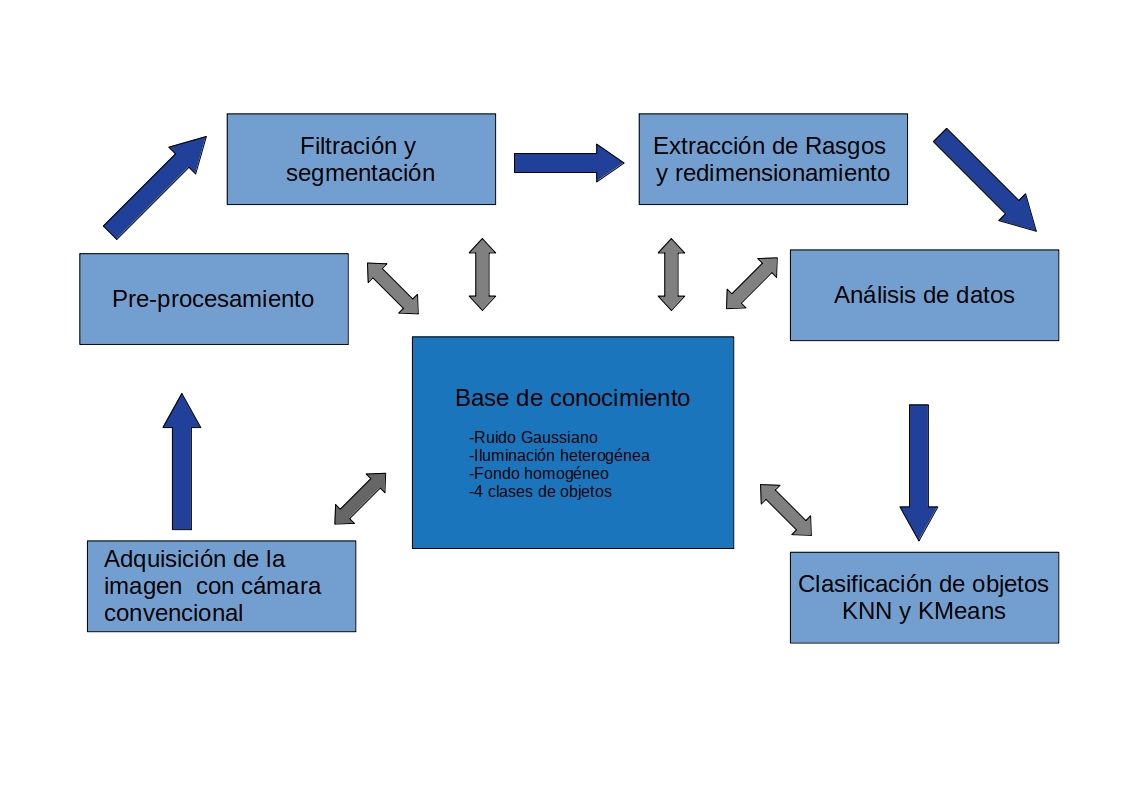 Filtración y
segmentación
Extracción de Rasgos
y redimensionamiento
Pre-procesamiento
Análisis de datos
Base de conocimiento
-Ruido Gaussiano
-Iluminación heterogénea
-Fondo homogéneo
-4 clases de objetos
Adquisición de la
imagen  con cámara
convencional
Clasificación de objetos
KNN y KMeans